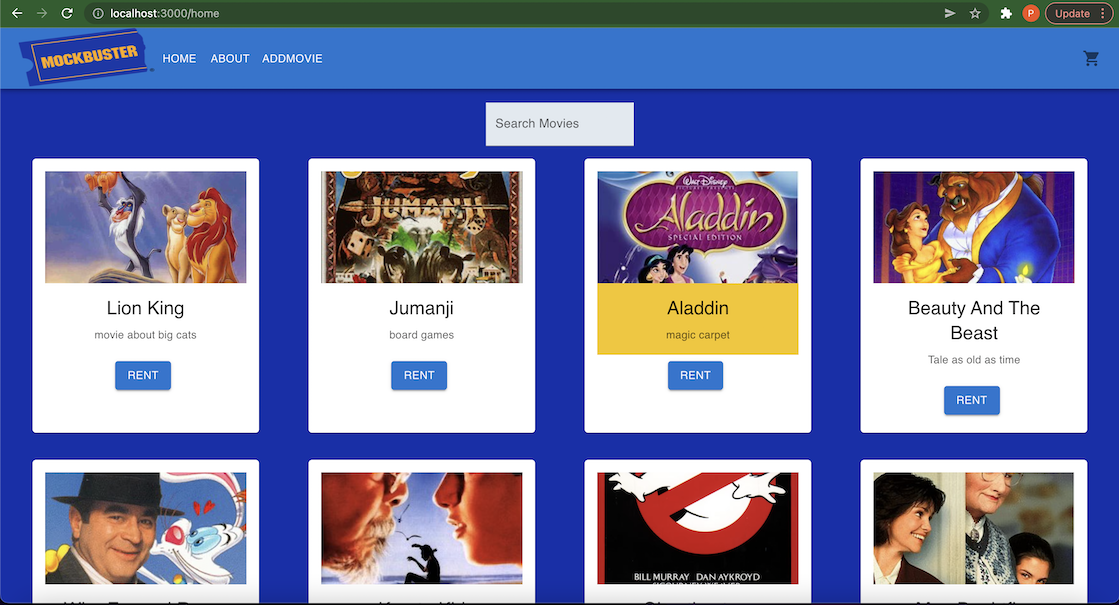 localhost:3000/home
P
Update
MOCKBUSTER
HOME
ABOUT
ADDMOVIE
Search Movies
JUMANJI
Walt Disney
PICTURES PRESENTS
Aladdin
SPECIAL EDITION
Lion King
movie about big cats
RENT
Jumanji
board games
RENT
Aladdin
magic carpet
RENT
Beauty And The
Beast
Tale as old as time
RENT
BILL MURRAY DAN AYKROYD